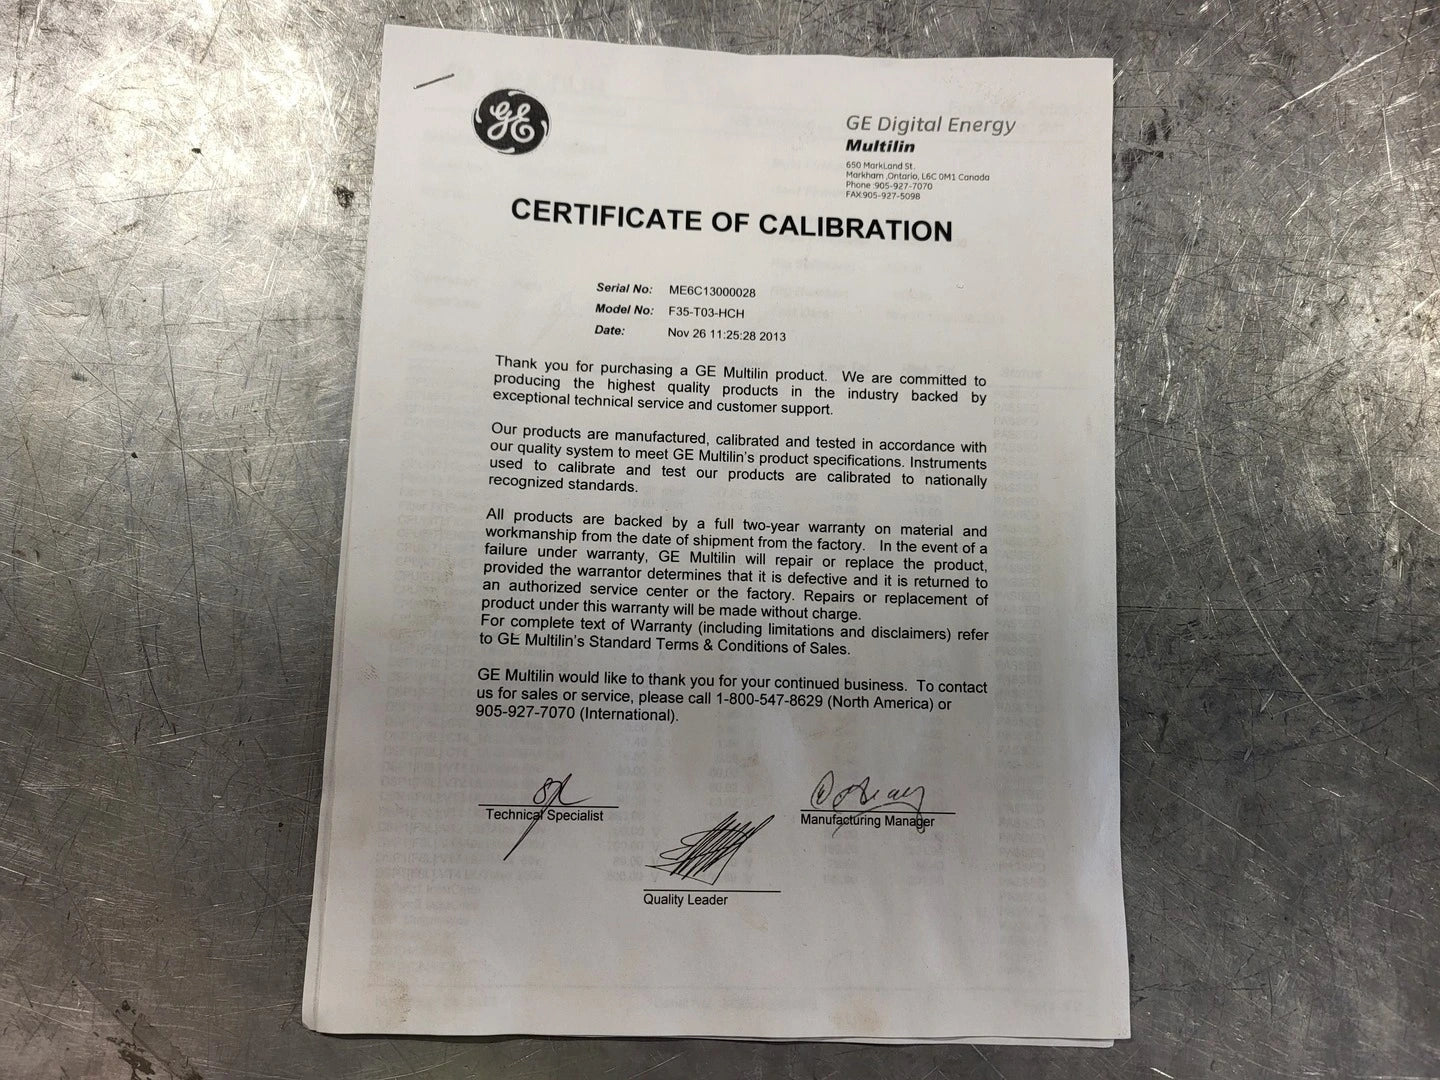 GE
GE Digital Energy
Multilin
650 MarkLand St.
Markham ,Ontario, L6C 0M1 Canada
Phone :905-927-7070
FAX:905-927-5098
CERTIFICATE OF CALIBRATION
Serial No: ME6C13000028
Model No: F35-T03-HCH
Date: Nov 26 11:25:28 2013
Thank you for purchasing a GE Multilin product. We are committed to
producing the highest quality products in the industry backed by
exceptional technical service and customer support.
Our products are manufactured, calibrated and tested in accordance with
our quality system to meet GE Multilin's product specifications. Instruments
used to calibrate and test our products are calibrated to nationally
recognized standards.
All products are backed by a full two-year warranty on material and
workmanship from the date of shipment from the factory. In the event of a
failure under warranty, GE Multilin will repair or replace the product,
provided the warrantor determines that it is defective and it is returned to
an authorized service center or the factory. Repairs or replacement of
product under this warranty will be made without charge.
For complete text of Warranty (including limitations and disclaimers) refer
to GE Multilin's Standard Terms & Conditions of Sales.
GE Multilin would like to thank you for your continued business. To contact
us for sales or service, please call 1-800-547-8629 (North America) or
905-927-7070 (International).
Technical Specialist
Manufacturing Manager
Quality Leader